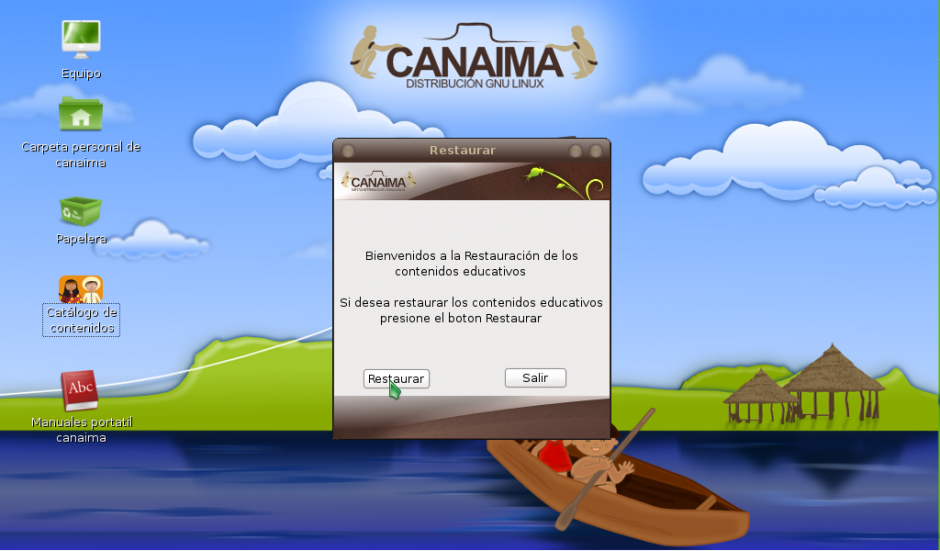 CANAIMA
DISTRIBUCIÓN GNU LINUX
Equipo
Carpeta personal de
canaima
Papelera
Catálogo de
contenidos
Abc
Manuales portatil
canaima
Restaurar
CANAIMA
Bienvenidos a la Restauración de los
contenidos educativos
Si desea restaurar los contenidos educativos
presione el boton Restaurar
Restaurar
Salir